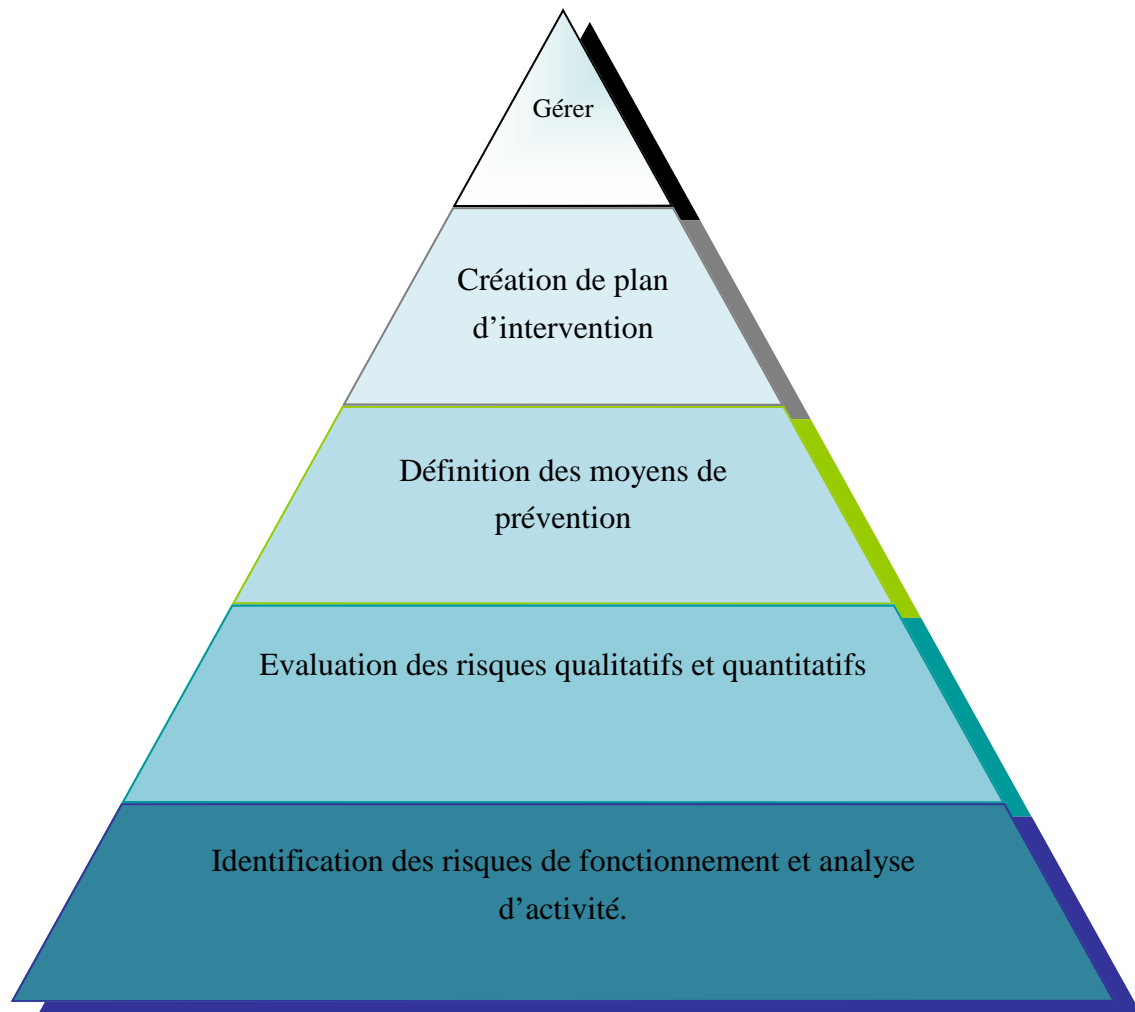 Gérer
Création de plan
d’intervention
Définition des moyens de
prévention
Evaluation des risques qualitatifs et quantitatifs
Identification des risques de fonctionnement et analyse
d’activité.